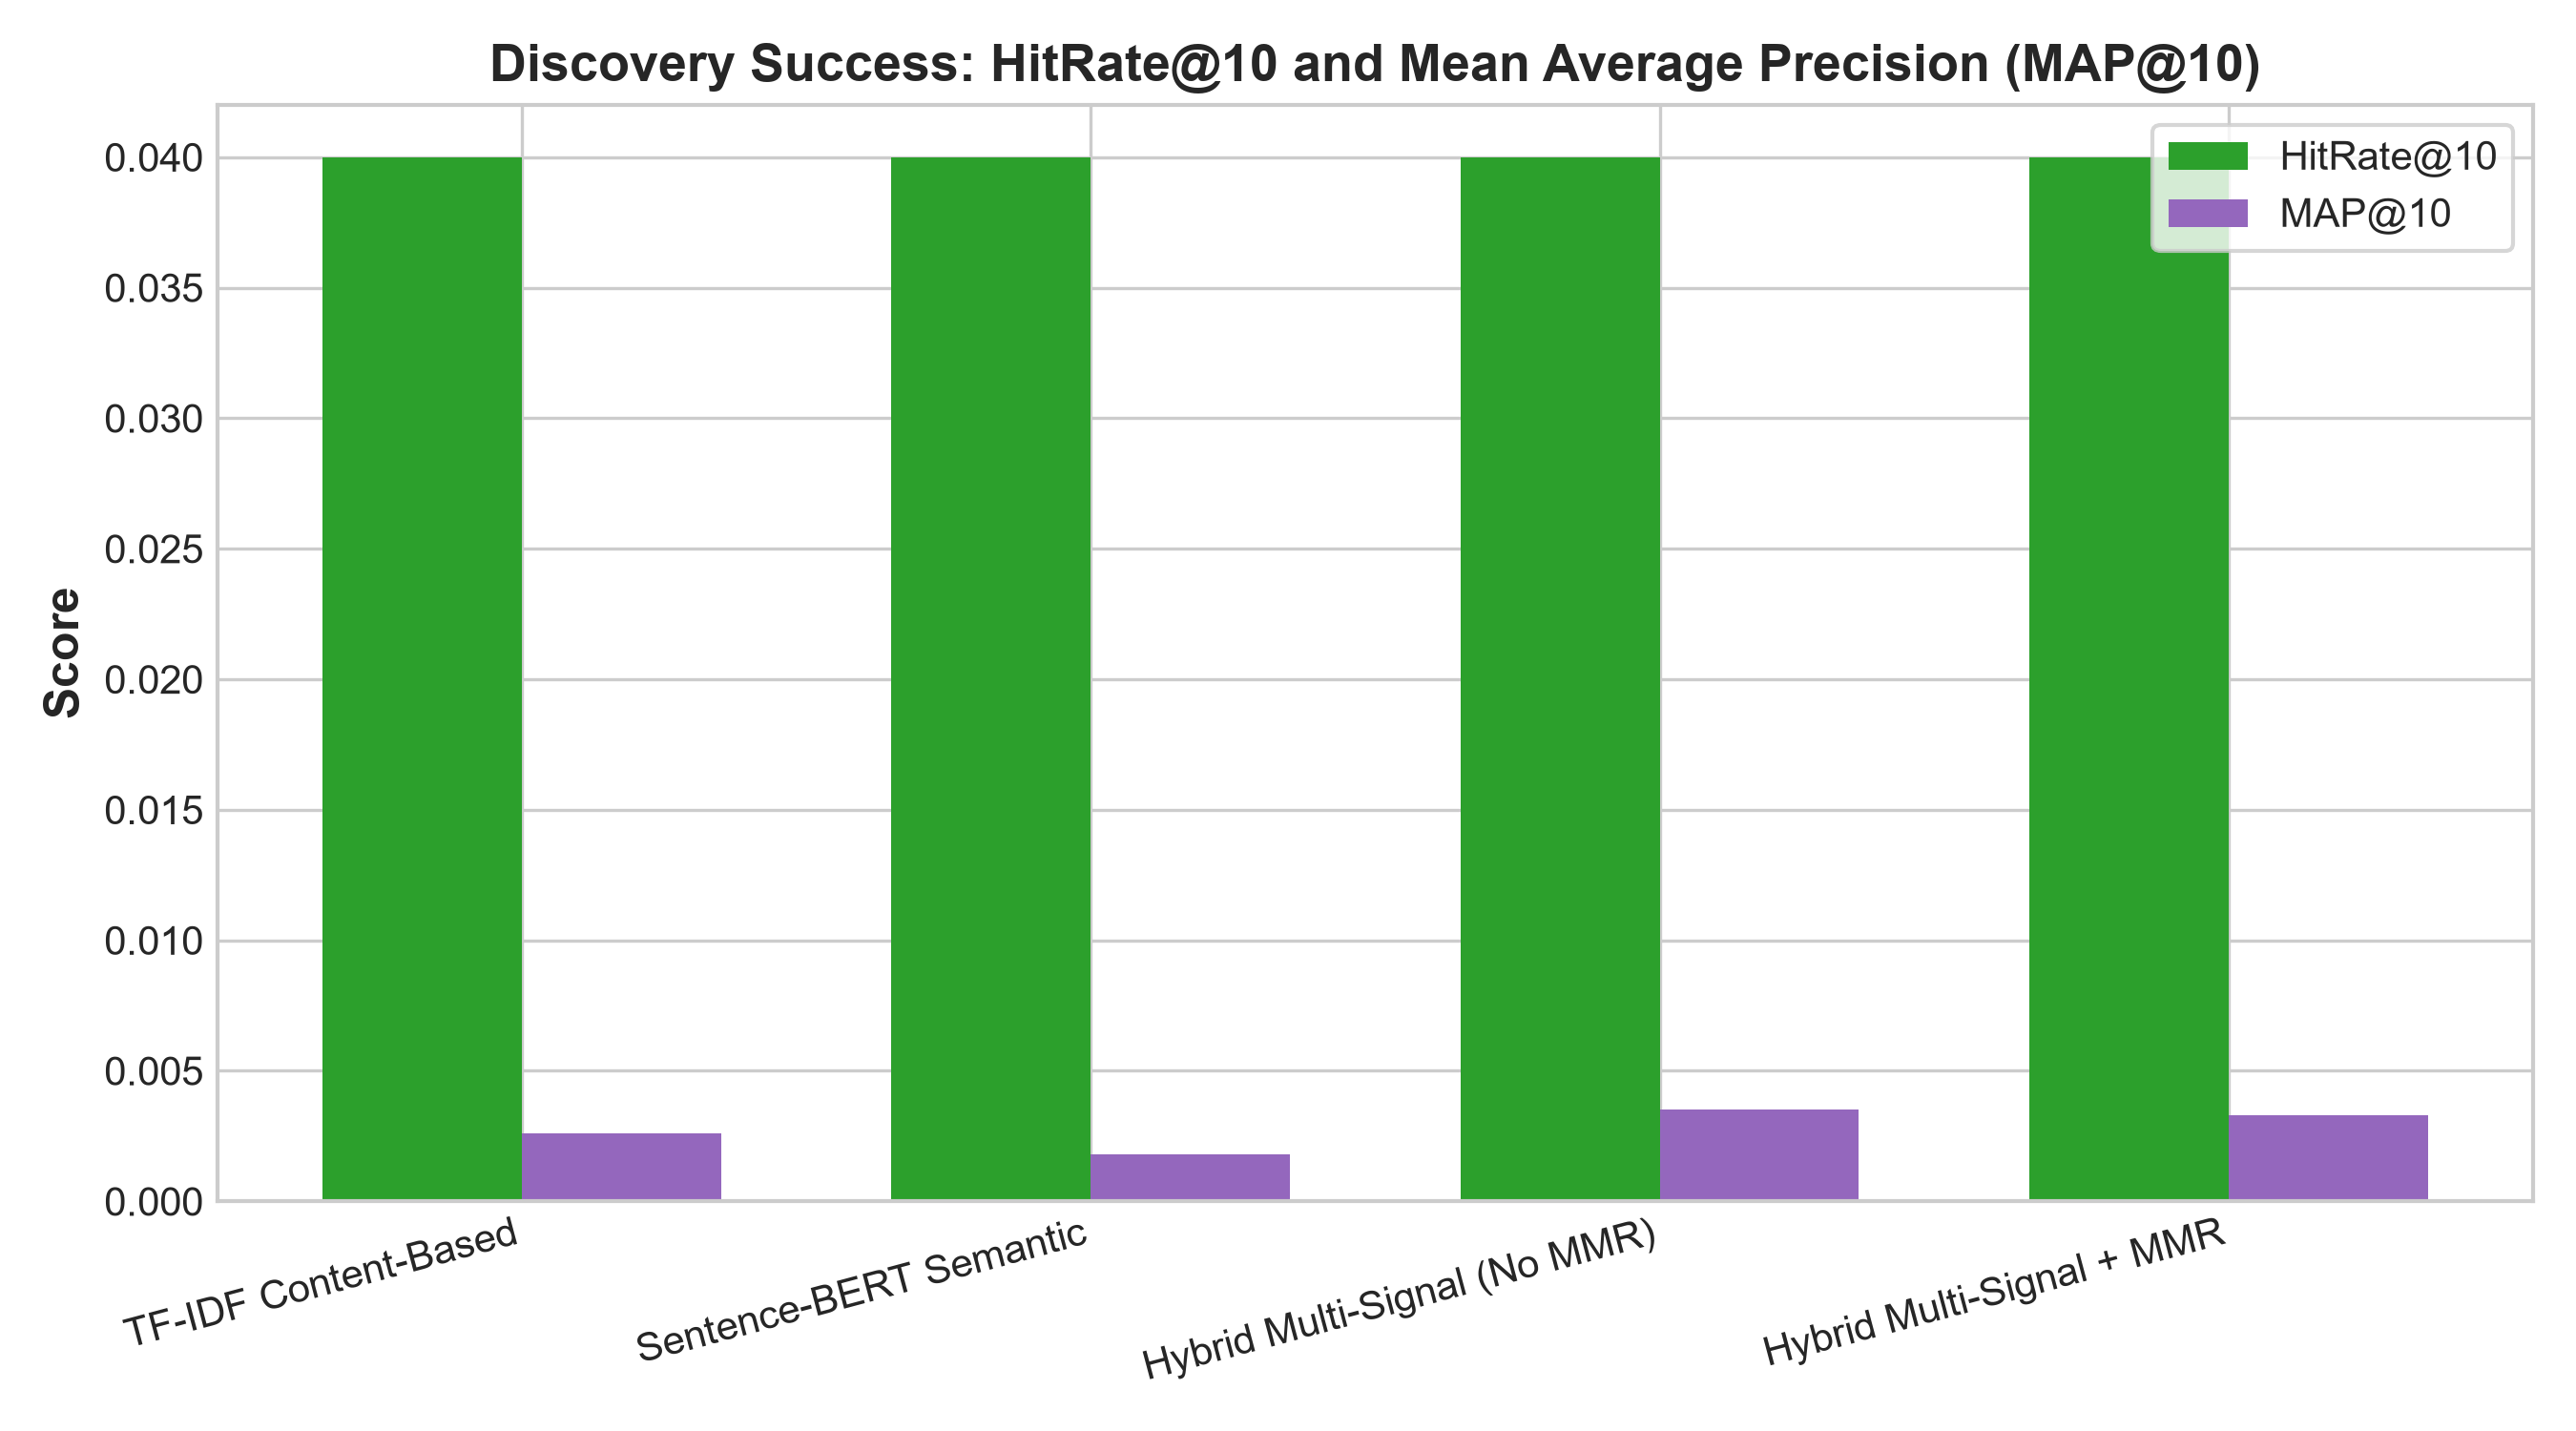 Discovery Success: HitRate@10 and Mean Average Precision (MAP@10)
HitRate@10
MAP@10
Score
0.040
0.035
0.030
0.025
0.020
0.015
0.010
0.005
0.000
TF-IDF Content-Based
Sentence-BERT Semantic
Hybrid Multi-Signal (No MMR)
Hybrid Multi-Signal + MMR